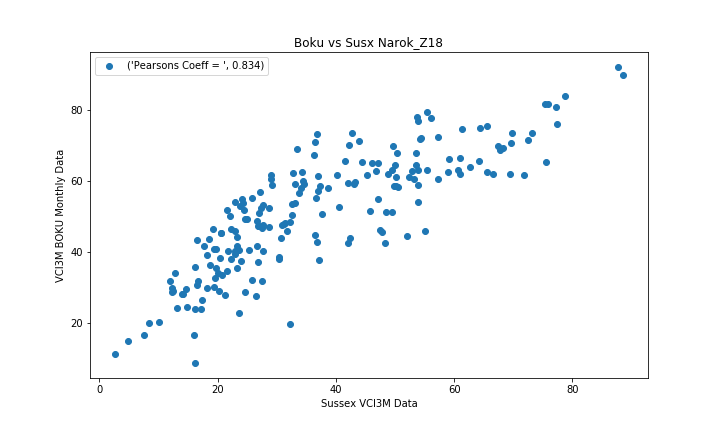 Boku vs Susx Narok_Z18
('Pearsons Coeff = ', 0.834)
VCI3M BOKU Monthly Data
80
60
40
20
0 20 40 60 80
Sussex VCI3M Data